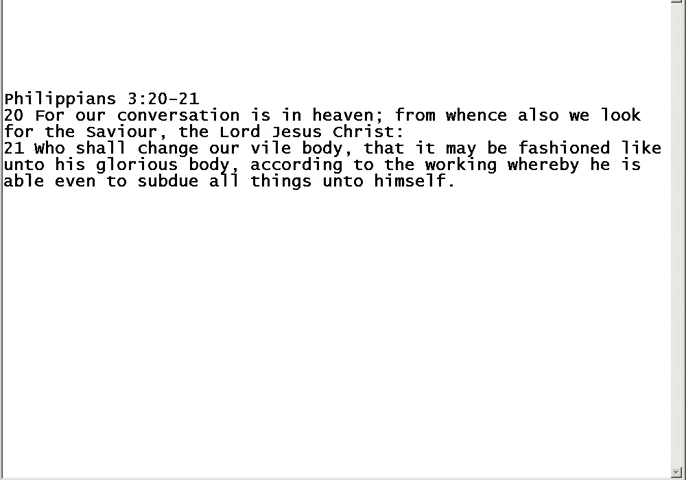 Philippians 3:20-21
20 For our conversation is in heaven; from whence also we look
for the Saviour, the Lord Jesus Christ:
21 Who shall change our vile body, that it may be fashioned like
unto his glorious body, according to the working whereby he is
able even to subdue all things unto himself.